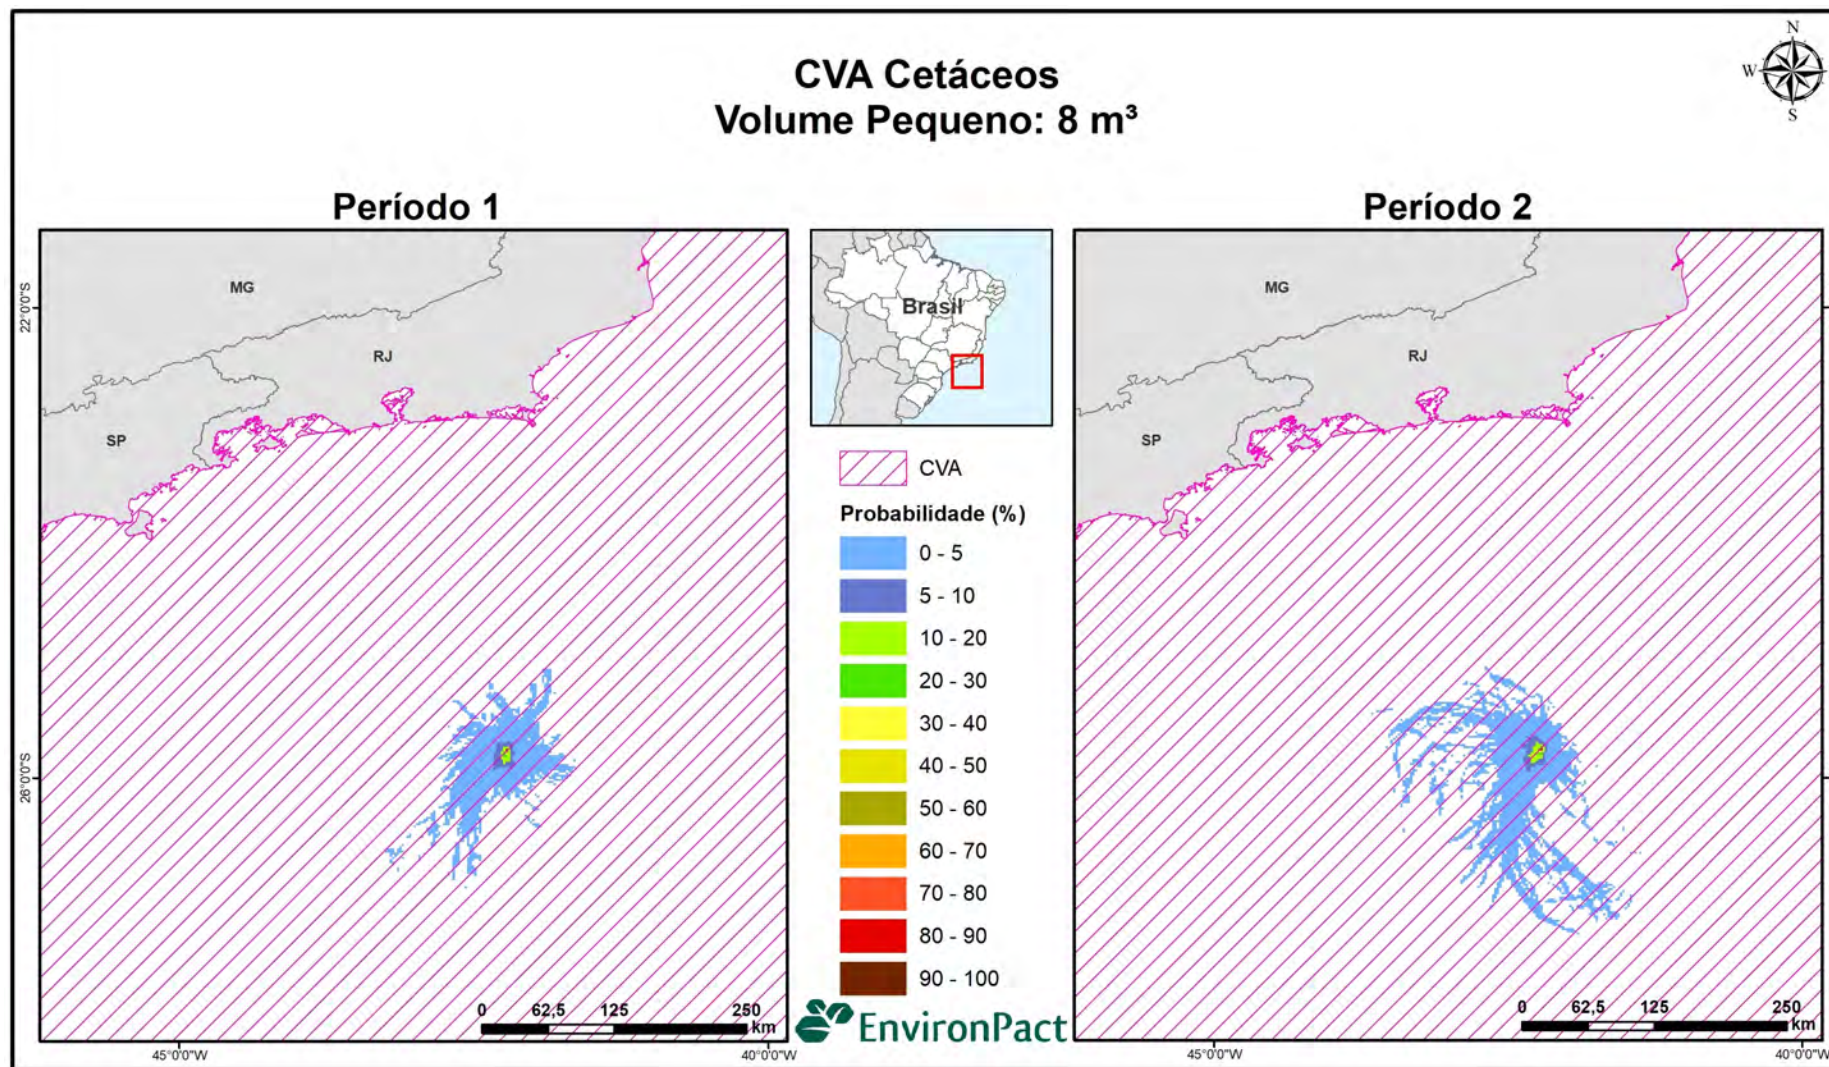 CVA Cetáceos
Volume Pequeno: 8 m³
N
W
S
Período 1
Período 2
MG
RJ
SP
22°0'0"S
26°0'0"S
45°0'0"W
40°0'0"W
0 62,5 125 250
km
Brasil
CVA
Probabilidade (%)
0 - 5
5 - 10
10 - 20
20 - 30
30 - 40
40 - 50
50 - 60
60 - 70
70 - 80
80 - 90
90 - 100
EnvironPact
MG
RJ
SP
0 62,5 125 250
km
45°0'0"W
40°0'0"W